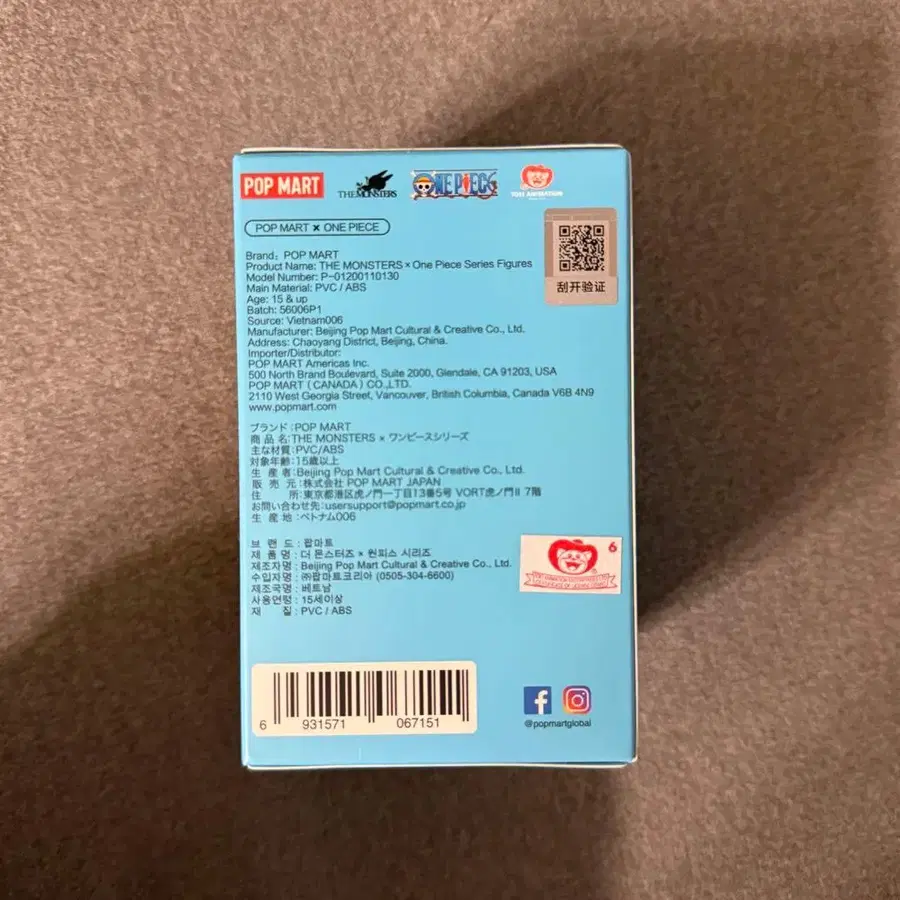 POP MART
THE MONSTERS
ONE PIECE
TOEI ANIMATION
POP MART × ONE PIECE
刮开验证
Brand: POP MART
Product Name: THE MONSTERS × One Piece Series Figures
Model Number: P-01200110130
Main Material: PVC / ABS
Age: 15 & up
Batch: 56006P1
Source: Vietnam006
Manufacturer: Beijing Pop Mart Cultural & Creative Co., Ltd.
Address: Chaoyang District, Beijing, China.
Importer/Distributor:
POP MART Americas Inc.
500 North Brand Boulevard, Suite 2000, Glendale, CA 91203, USA
POP MART (CANADA) CO.,LTD.
2110 West Georgia Street, Vancouver, British Columbia, Canada V6B 4N9
www.popmart.com
ブランド:POP MART
商 品 名:THE MONSTERS × ワンピースシリーズ
主な材質:PVC/ABS
対象年齢:15歳以上
生 産 者:Beijing Pop Mart Cultural & Creative Co., Ltd.
販 売 元:株式会社 POP MART JAPAN
住 所:東京都港区虎ノ門一丁目13番5号 VORT虎ノ門II 7階
お問い合わせ先:usersupport@popmart.co.jp
生 産 地:ベトナム006
브 랜 드 : 팝마트
제 품 명 : 더 몬스터즈 × 원피스 시리즈
제조자명 : Beijing Pop Mart Cultural & Creative Co., Ltd.
수입자명 : ㈜팝마트코리아 (0505-304-6600)
제조국명 : 베트남
사용연령 : 15세이상
재 질 : PVC / ABS
6
6 931571 067151
@popmartglobal